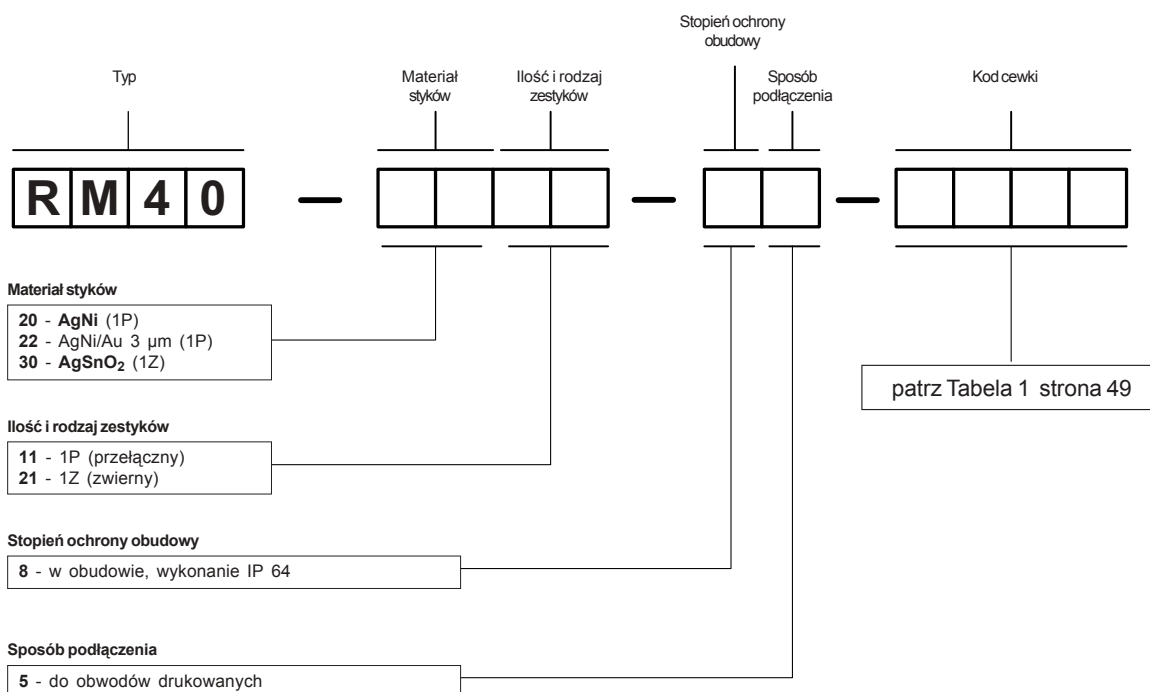 Stopień ochrony
obudowy
Typ
Materiał
styków
Ilość i rodzaj
zestyków
Sposób
podłączenia
Kod cewki
RM40 — — —
Materiał styków
20 - AgNi (1P)
22 - AgNi/Au 3 µm (1P)
30 - AgSnO₂ (1Z)
patrz Tabela 1 strona 49
Ilość i rodzaj zestyków
11 - 1P (przełączny)
21 - 1Z (zwierny)
Stopień ochrony obudowy
8 - w obudowie, wykonanie IP 64
Sposób podłączenia
5 - do obwodów drukowanych